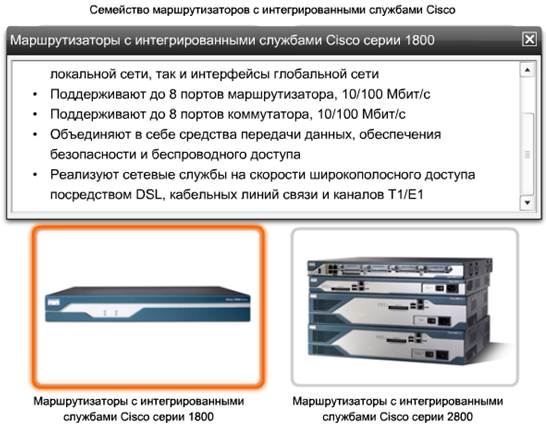 Семейство маршрутизаторов с интегрированными службами Cisco
Маршрутизаторы с интегрированными службами Cisco серии 1800
локальной сети, так и интерфейсы глобальной сети
• Поддерживают до 8 портов маршрутизатора, 10/100 Мбит/с
• Поддерживают до 8 портов коммутатора, 10/100 Мбит/с
• Объединяют в себе средства передачи данных, обеспечения
безопасности и беспроводного доступа
• Реализуют сетевые службы на скорости широкополосного доступа
посредством DSL, кабельных линий связи и каналов T1/E1
Маршрутизаторы с интегрированными
службами Cisco серии 1800
Маршрутизаторы с интегрированными
службами Cisco серии 2800